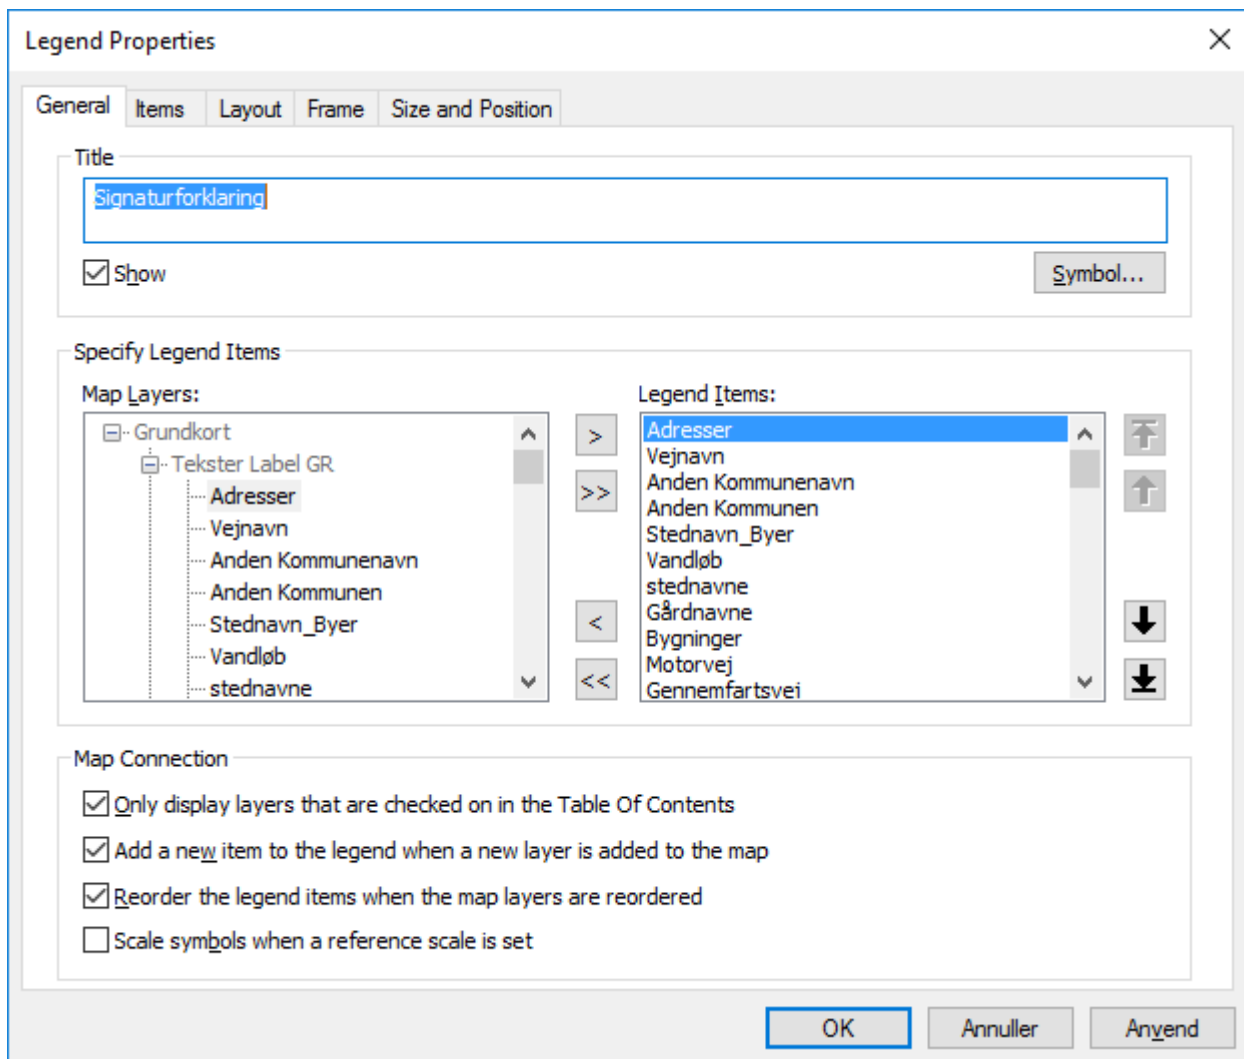 Legend Properties
General Items Layout Frame Size and Position
Title
Signaturforklaring
Show
Symbol...
Specify Legend Items
Map Layers:
Grundkort
Tekster Label GR
Adresser
Vejnavn
Anden Kommunenavn
Anden Kommunen
Stednavn_Byer
Vandløb
stednavne
>
>>
<
<<
Legend Items:
Adresser
Vejnavn
Anden Kommunenavn
Anden Kommunen
Stednavn_Byer
Vandløb
stednavne
Gårdnavne
Bygninger
Motorvej
Gennemfartsvej
Map Connection
Only display layers that are checked on in the Table Of Contents
Add a new item to the legend when a new layer is added to the map
Reorder the legend items when the map layers are reordered
Scale symbols when a reference scale is set
OK Annuller Anvend